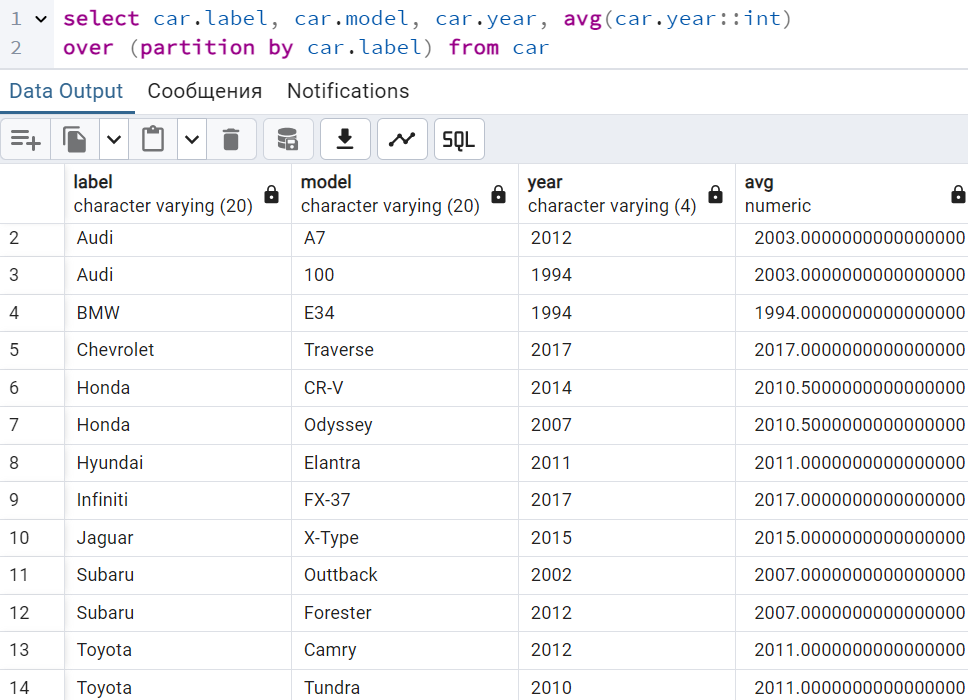 1 select car.label, car.model, car.year, avg(car.year::int)
2 over (partition by car.label) from car
Data Output Сообщения Notifications
SQL
label model year avg
character varying (20) character varying (20) character varying (4) numeric
2 Audi A7 2012 2003.0000000000000000
3 Audi 100 1994 2003.0000000000000000
4 BMW E34 1994 1994.0000000000000000
5 Chevrolet Traverse 2017 2017.0000000000000000
6 Honda CR-V 2014 2010.5000000000000000
7 Honda Odyssey 2007 2010.5000000000000000
8 Hyundai Elantra 2011 2011.0000000000000000
9 Infiniti FX-37 2017 2017.0000000000000000
10 Jaguar X-Type 2015 2015.0000000000000000
11 Subaru Outtback 2002 2007.0000000000000000
12 Subaru Forester 2012 2007.0000000000000000
13 Toyota Camry 2012 2011.0000000000000000
14 Toyota Tundra 2010 2011.0000000000000000